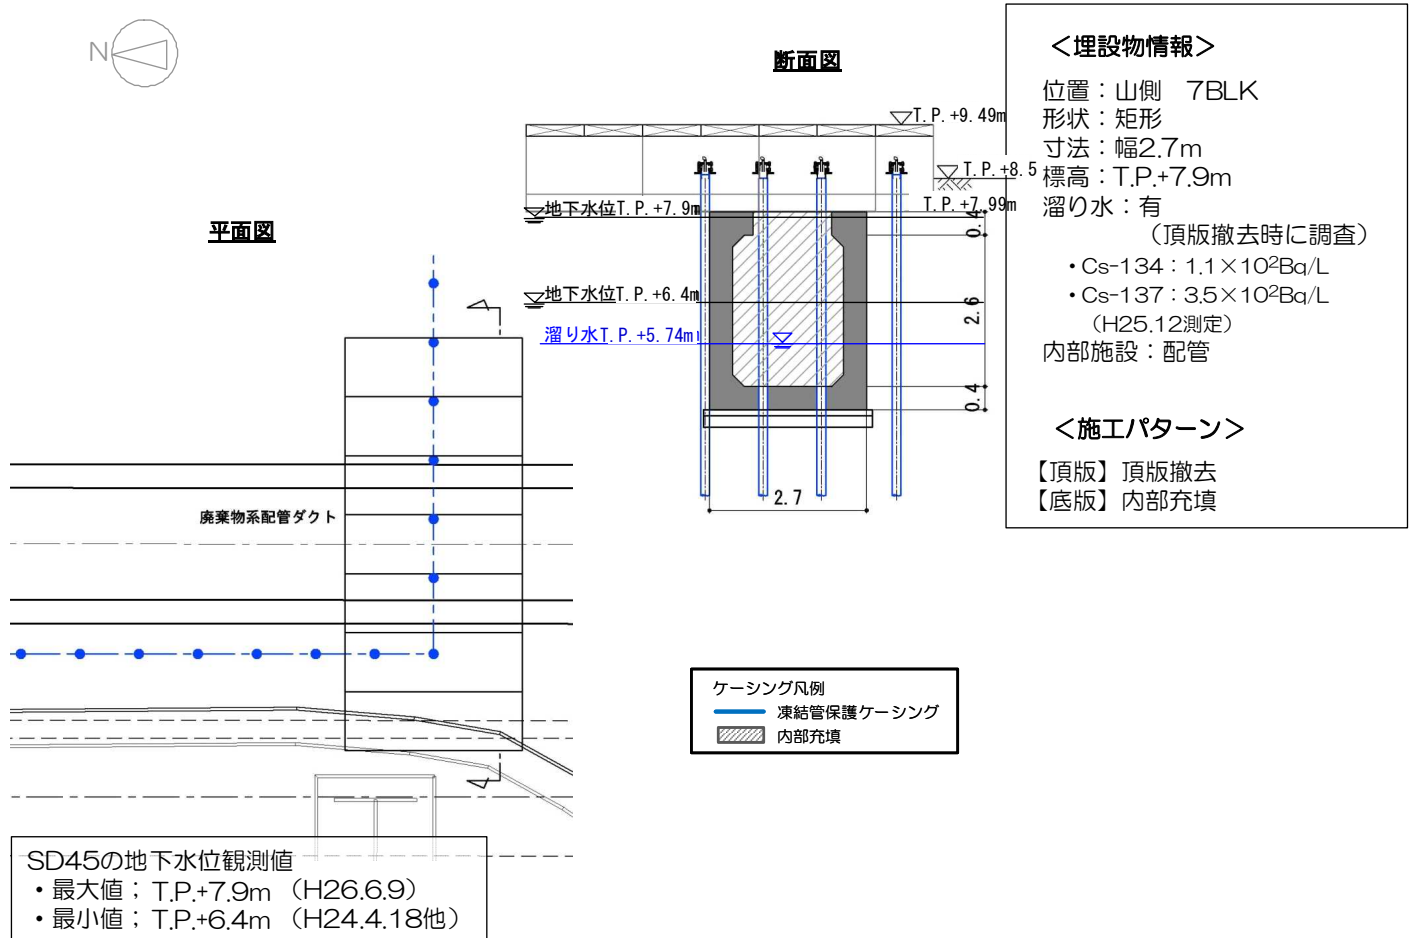 N
断面図
T.P.+9.49m
T.P.+8.5
T.P.+7.99m
地下水位T.P.+7.9m
地下水位T.P.+6.4m
溜り水T.P.+5.74m
0.4
2.6
0.4
2.7
平面図
廃棄物系配管ダクト
<埋設物情報>
位置:山側 7BLK
形状:矩形
寸法:幅2.7m
標高:T.P.+7.9m
溜り水:有
(頂版撤去時に調査)
・Cs-134:1.1×10²Bq/L
・Cs-137:3.5×10²Bq/L
(H25.12測定)
内部施設:配管
<施工パターン>
【頂版】頂版撤去
【底版】内部充填
ケーシング凡例
凍結管保護ケーシング
内部充填
SD45の地下水位観測値
・最大値;T.P.+7.9m (H26.6.9)
・最小値;T.P.+6.4m (H24.4.18他)